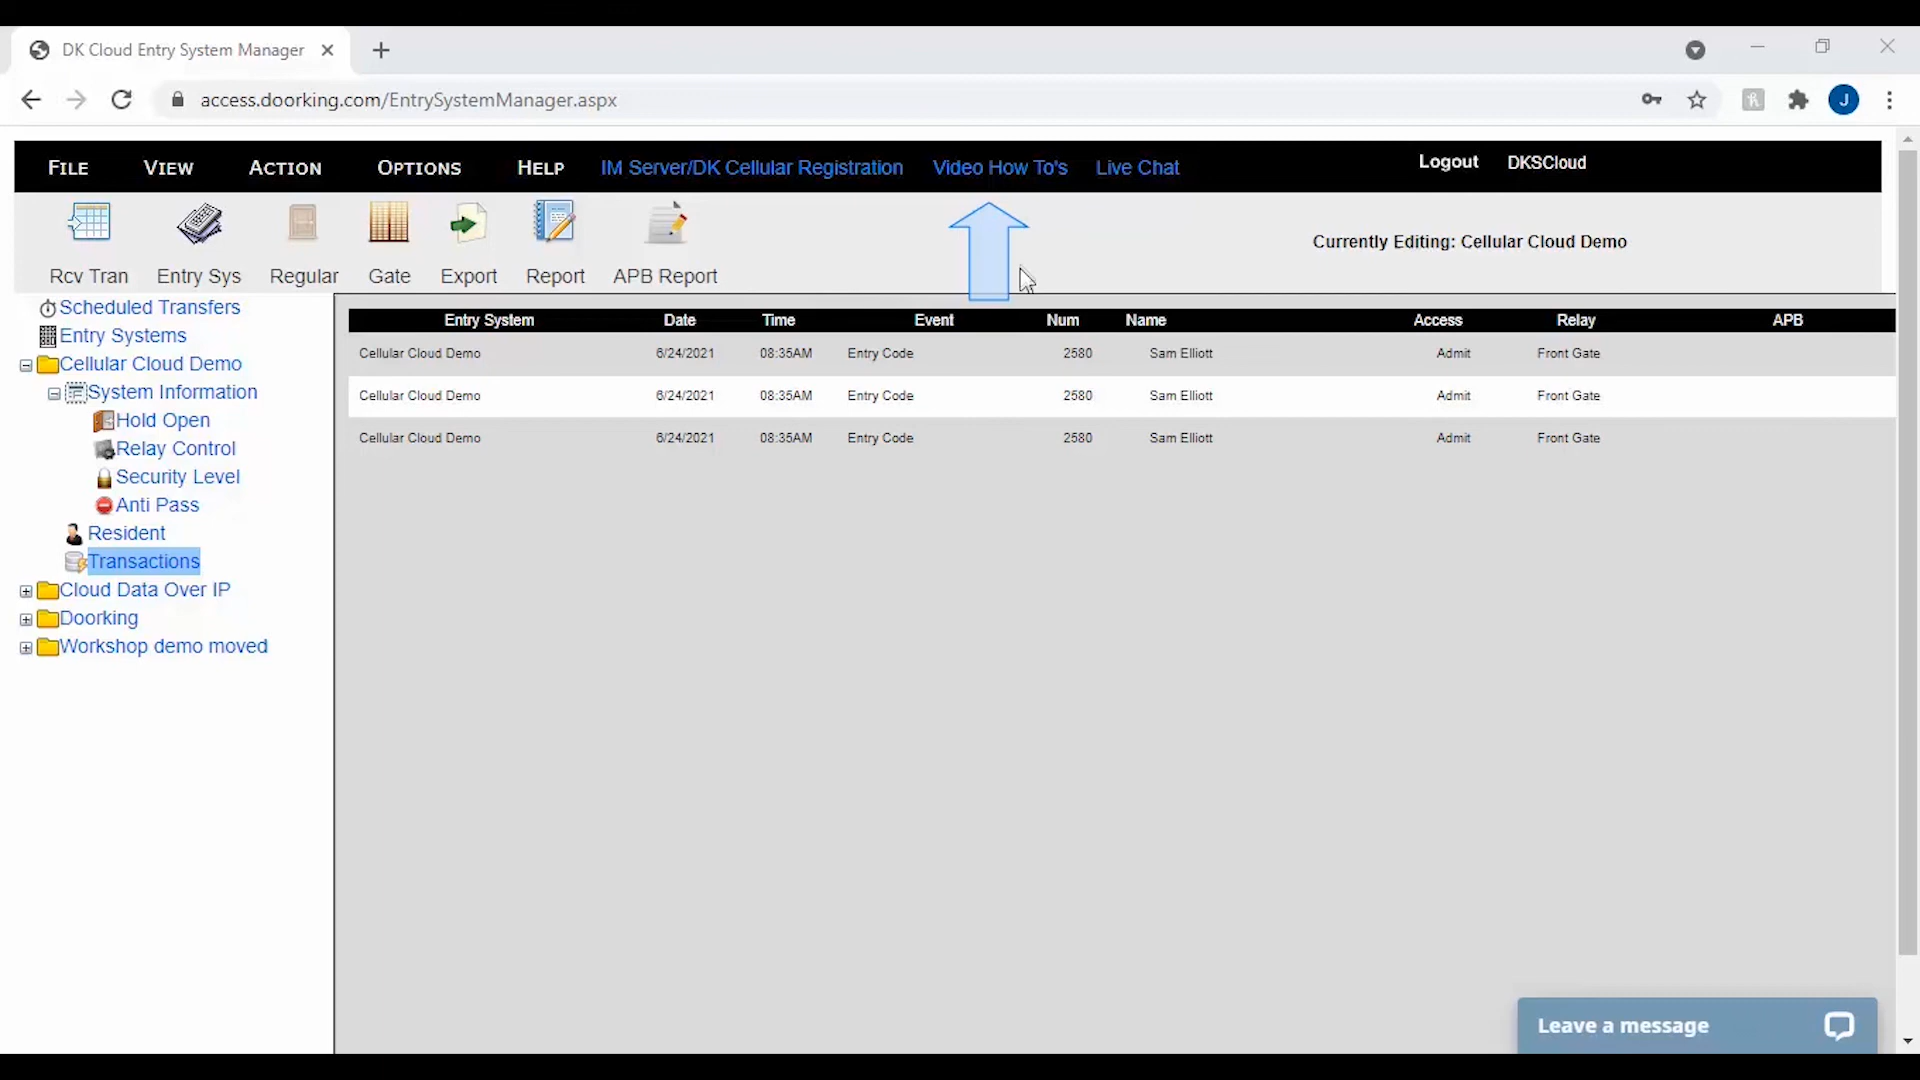 DK Cloud Entry System Manager
access.doorking.com/EntrySystemManager.aspx
J
FILE VIEW ACTION OPTIONS HELP IM Server/DK Cellular Registration Video How To's Live Chat Logout DKSCloud
Rcv Tran Entry Sys Regular Gate Export Report APB Report
Currently Editing: Cellular Cloud Demo
Scheduled Transfers
Entry Systems
Cellular Cloud Demo
System Information
Hold Open
Relay Control
Security Level
Anti Pass
Resident
Transactions
Cloud Data Over IP
Doorking
Workshop demo moved
Entry System Date Time Event Num Name Access Relay APB
Cellular Cloud Demo 6/24/2021 08:35AM Entry Code 2580 Sam Elliott Admit Front Gate
Cellular Cloud Demo 6/24/2021 08:35AM Entry Code 2580 Sam Elliott Admit Front Gate
Cellular Cloud Demo 6/24/2021 08:35AM Entry Code 2580 Sam Elliott Admit Front Gate
Leave a message